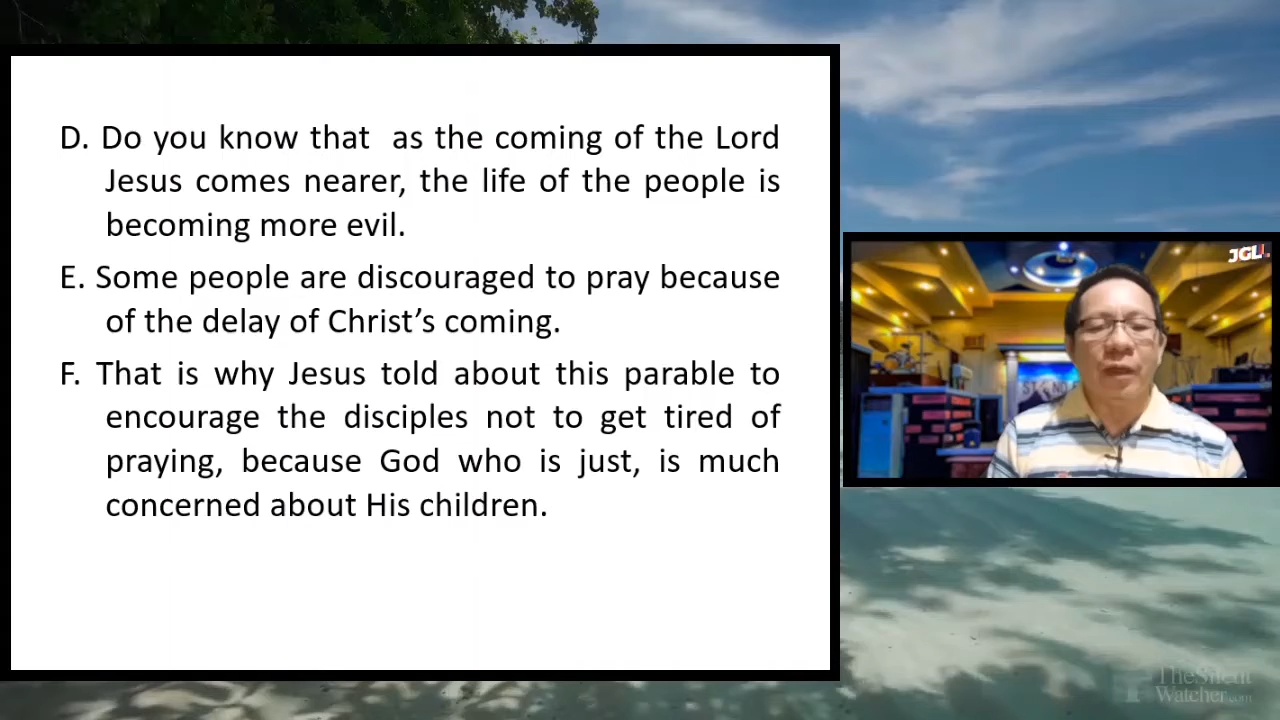 D. Do you know that  as the coming of the Lord
Jesus comes nearer, the life of the people is
becoming more evil.
E. Some people are discouraged to pray because
of the delay of Christ’s coming.
F. That is why Jesus told about this parable to
encourage the disciples not to get tired of
praying, because God who is just, is much
concerned about His children.
JGLI.
TheSilent
Watcher.com